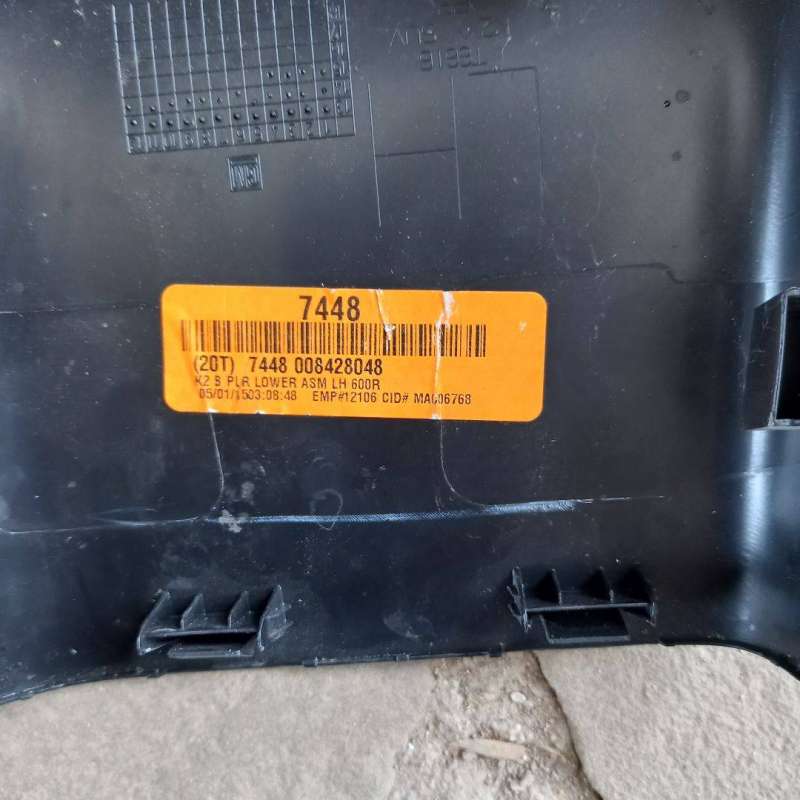 7448
(20T) 7448 008428048
K2 B PLR LOWER ASM LH 600R
05/01/1503:08:48 EMP#12106 CID# MA006768